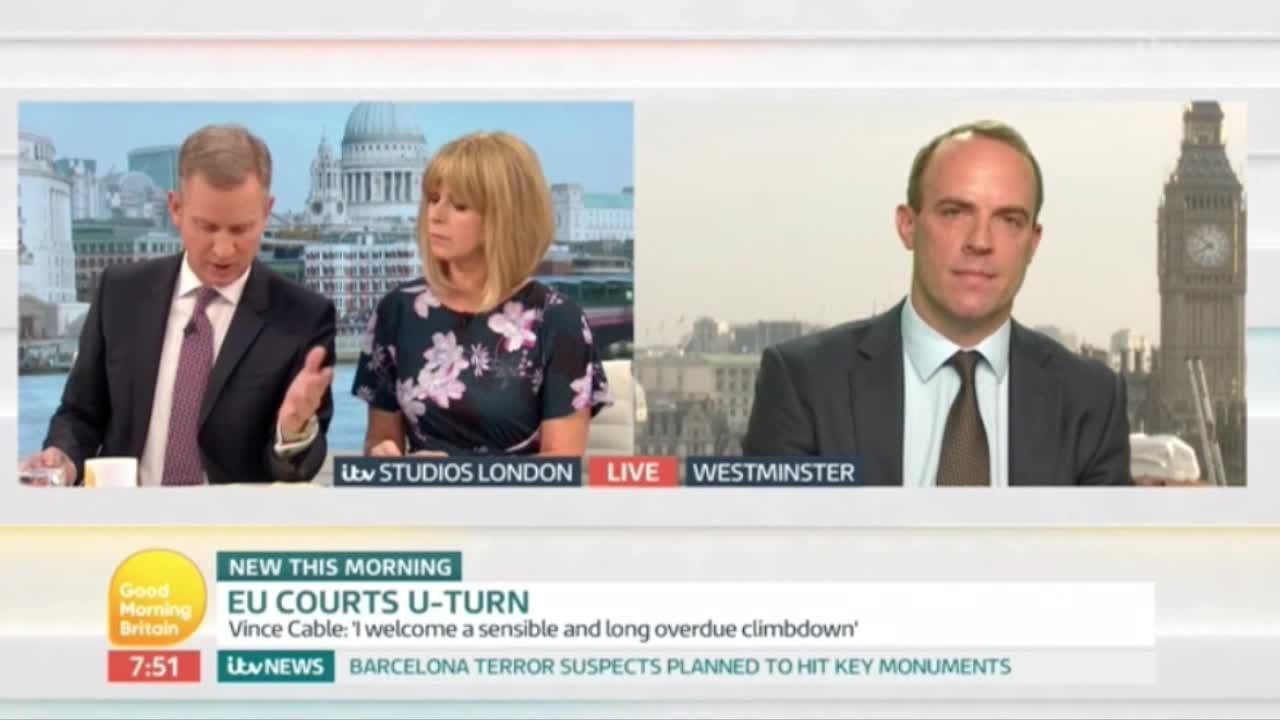 itv
itv STUDIOS LONDON
LIVE
WESTMINSTER
Good
Morning
Britain
NEW THIS MORNING
EU COURTS U-TURN
Vince Cable: 'I welcome a sensible and long overdue climbdown'
7:51
itv NEWS
BARCELONA TERROR SUSPECTS PLANNED TO HIT KEY MONUMENTS